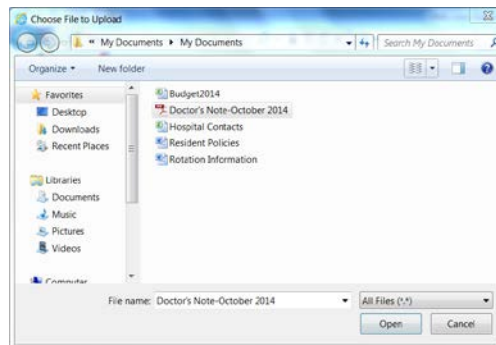 Choose File to Upload
« My Documents ▸ My Documents
Search My Documents
Organize ▾
New folder
Favorites
Desktop
Downloads
Recent Places
Libraries
Documents
Music
Pictures
Videos
Computer
Budget2014
Doctor's Note-October 2014
Hospital Contacts
Resident Policies
Rotation Information
File name: Doctor's Note-October 2014
All Files (*.*)
Open
Cancel